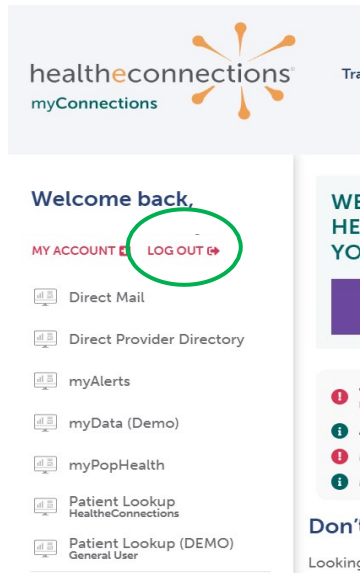 healtheconnections®
myConnections
Tra
Welcome back,
MY ACCOUNT LOG OUT
Direct Mail
Direct Provider Directory
myAlerts
myData (Demo)
myPopHealth
Patient Lookup
HealtheConnections
Patient Lookup (DEMO)
General User
WE
HE
YO
Don't
Looking